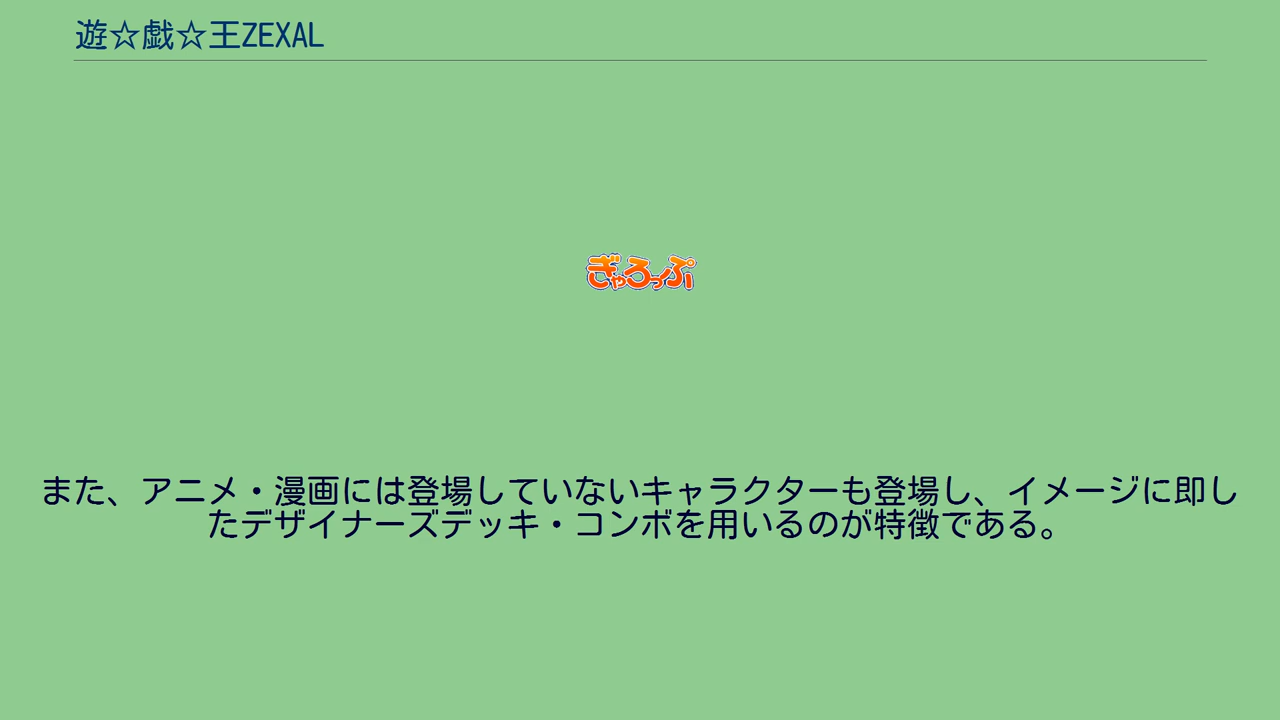 遊☆戯☆王ZEXAL
ぎゃろっぷ
また、アニメ・漫画には登場していないキャラクターも登場し、イメージに即し
たデザイナーズデッキ・コンボを用いるのが特徴である。